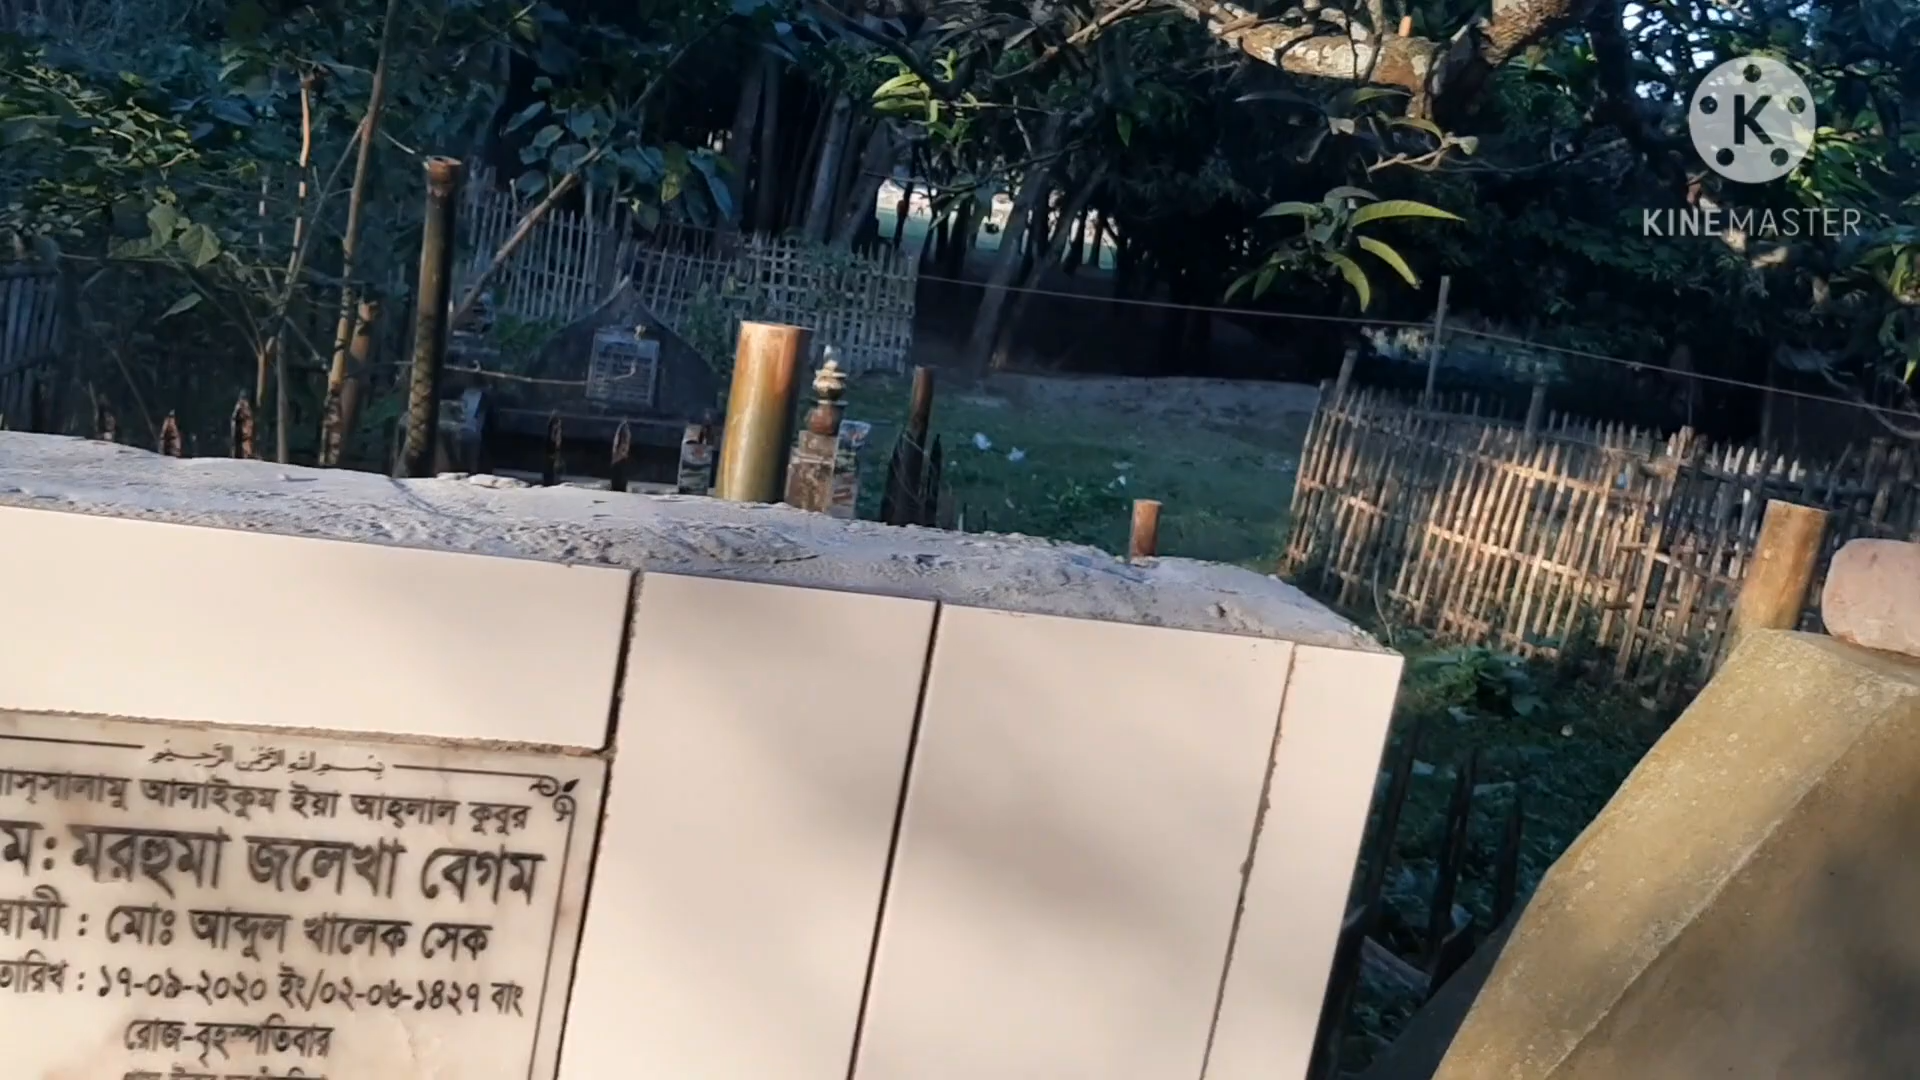 KINEMASTER
بسم الله الرحمن الرحيم
আস্সালামু আলাইকুম ইয়া আহলাল কুবুর
ম: মরহুমা জলেখা বেগম
স্বামী : মোঃ আব্দুল খালেক সেক
তারিখ : ১৭-০৯-২০২০ ইং/০২-০৬-১৪২৭ বাং
রোজ-বৃহস্পতিবার